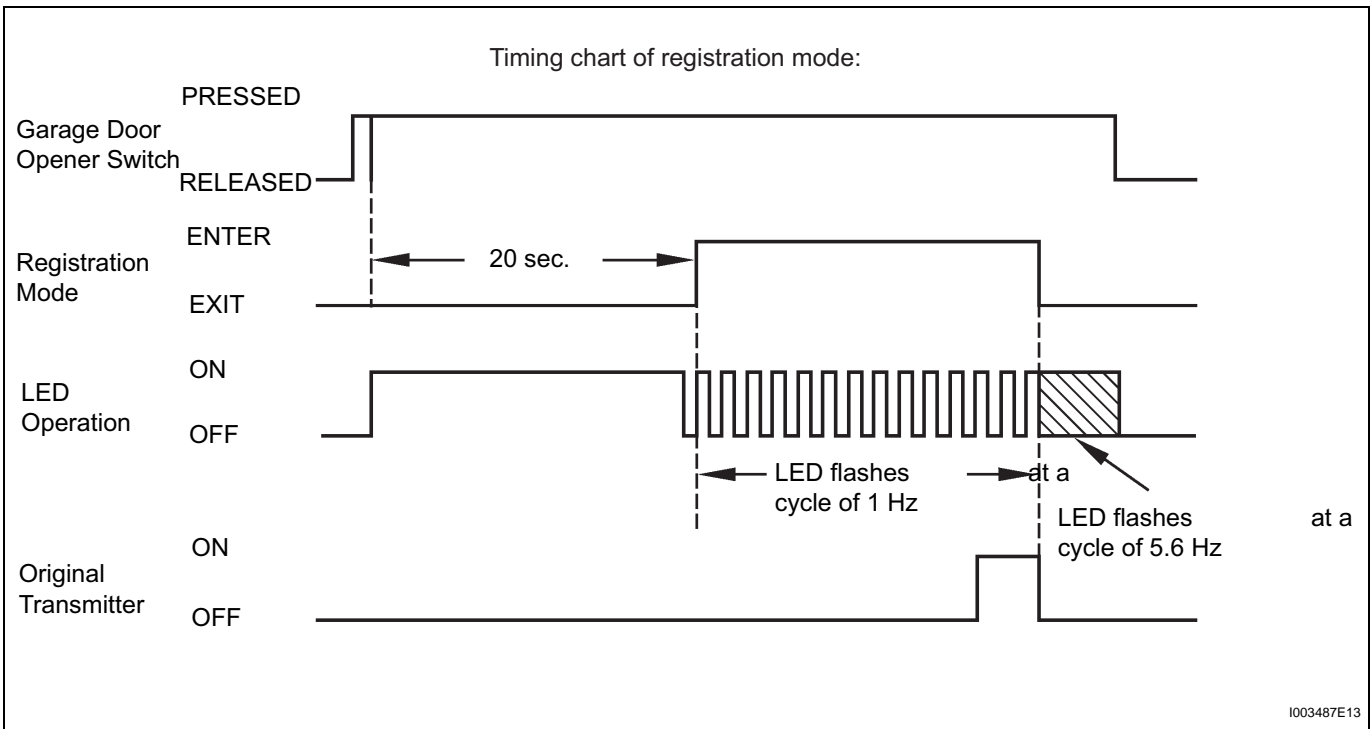 Timing chart of registration mode:
PRESSED
Garage Door
Opener Switch
RELEASED
ENTER
Registration
Mode
20 sec.
EXIT
ON
LED
Operation
OFF
LED flashes at a
cycle of 1 Hz
LED flashes at a
cycle of 5.6 Hz
ON
Original
Transmitter
OFF
I003487E13